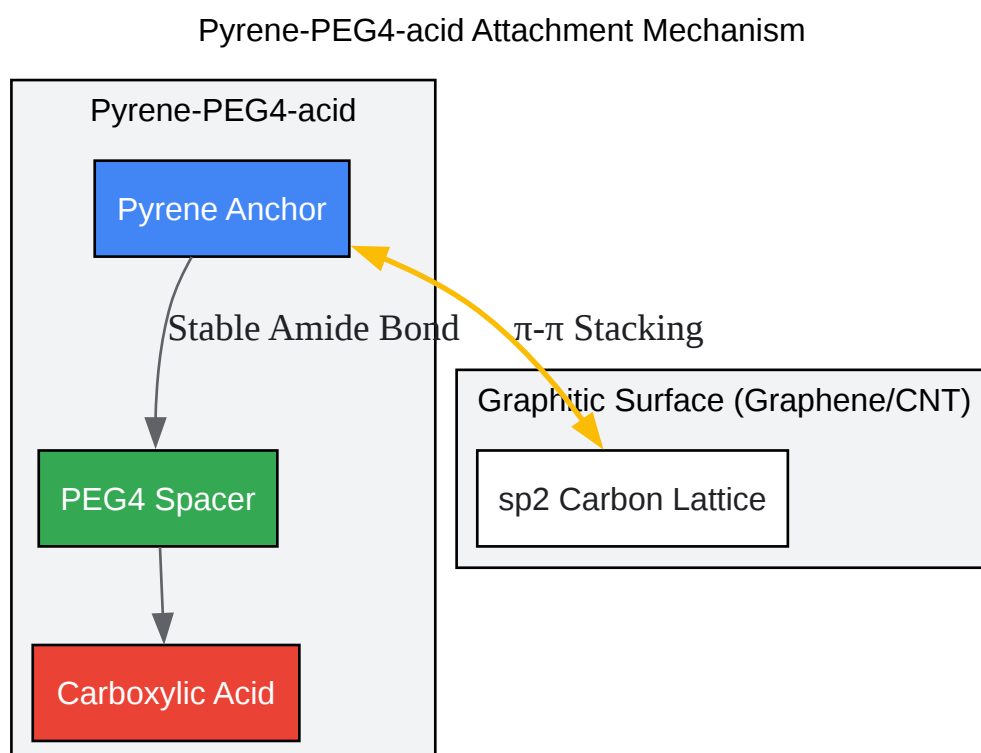 Pyrene-PEG4-acid Attachment Mechanism
Pyrene-PEG4-acid
Pyrene Anchor
Stable Amide Bond
π-π Stacking
Graphitic Surface (Graphene/CNT)
PEG4 Spacer
sp2 Carbon Lattice
Carboxylic Acid